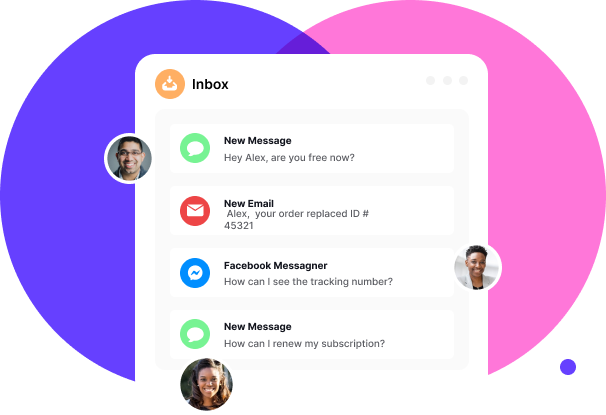 Inbox
New Message
Hey Alex, are you free now?
New Email
Alex, your order replaced ID #
45321
Facebook Messagner
How can I see the tracking number?
New Message
How can I renew my subscription?